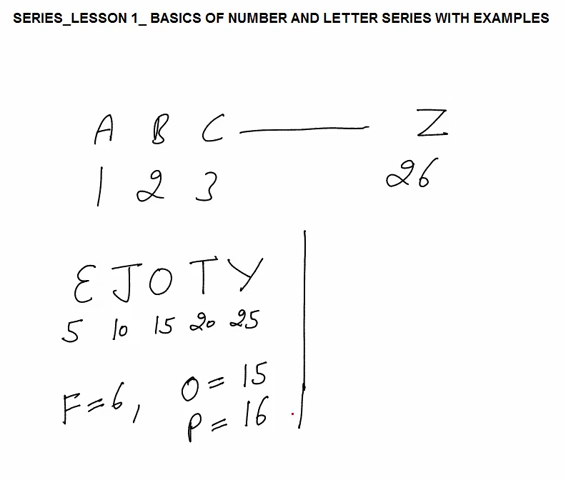 SERIES_LESSON 1_ BASICS OF NUMBER AND LETTER SERIES WITH EXAMPLES
A B C Z
1 2 3 26
E J O T Y
5 10 15 20 25
F = 6, O = 15
P = 16